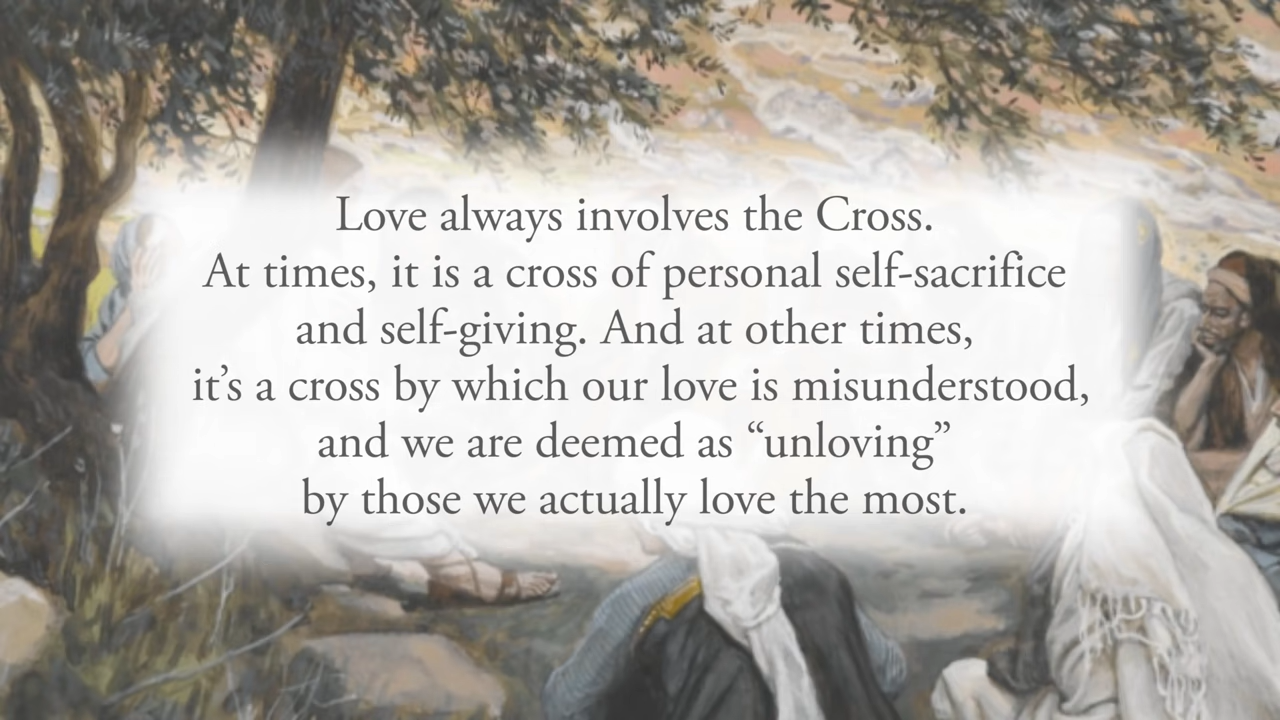 Love always involves the Cross.
At times, it is a cross of personal self-sacrifice
and self-giving. And at other times,
it’s a cross by which our love is misunderstood,
and we are deemed as “unloving”
by those we actually love the most.